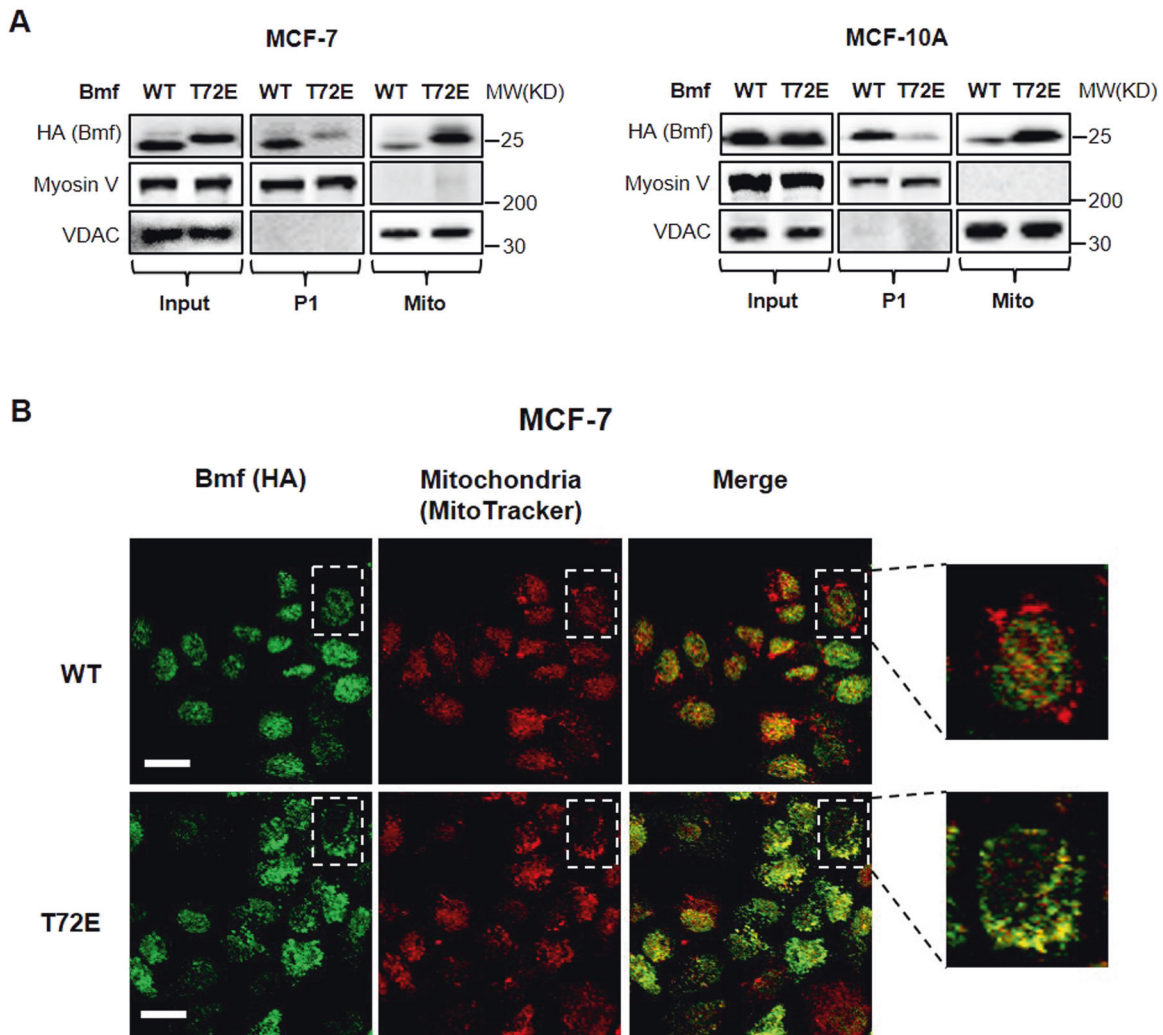 A
MCF-7
MCF-10A
Bmf WT T72E WT T72E WT T72E MW(KD)
HA (Bmf) 25
Myosin V 200
VDAC 30
Input P1 Mito
Bmf WT T72E WT T72E WT T72E MW(KD)
HA (Bmf) 25
Myosin V 200
VDAC 30
Input P1 Mito
B
MCF-7
Bmf (HA)
Mitochondria
(MitoTracker)
Merge
WT
T72E